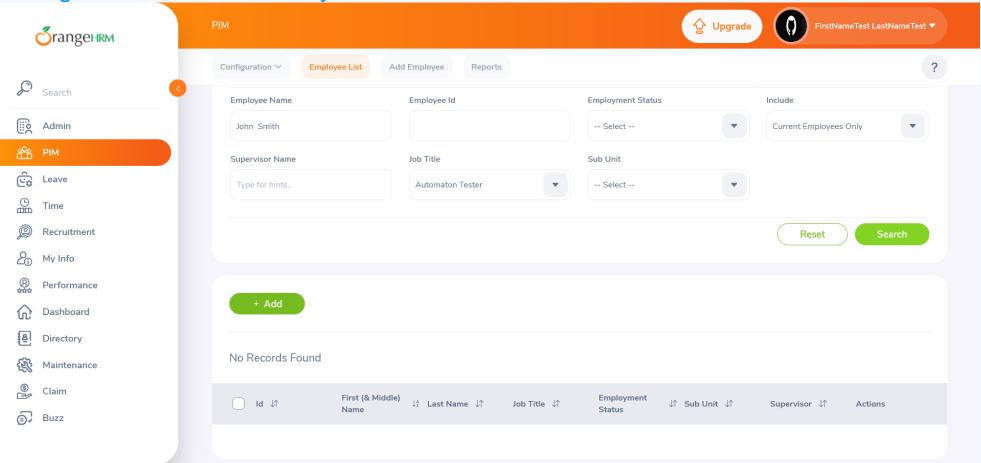 PIM
Upgrade
FirstNameTest LastNameTest
OrangeHRM
Search
Admin
PIM
Leave
Time
Recruitment
My Info
Performance
Dashboard
Directory
Maintenance
Claim
Buzz
Configuration
Employee List
Add Employee
Reports
?
Employee Name
Employee Id
Employment Status
Include
John Smith
-- Select --
Current Employees Only
Supervisor Name
Job Title
Sub Unit
Type for hints...
Automaton Tester
-- Select --
Reset
Search
+ Add
No Records Found
Id
First (& Middle)
Name
Last Name
Job Title
Employment
Status
Sub Unit
Supervisor
Actions